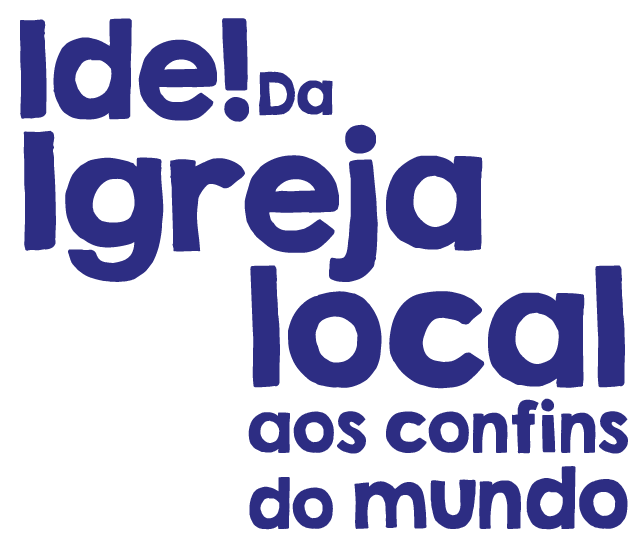 Ide! Da
Igreja
local
aos confins
do mundo